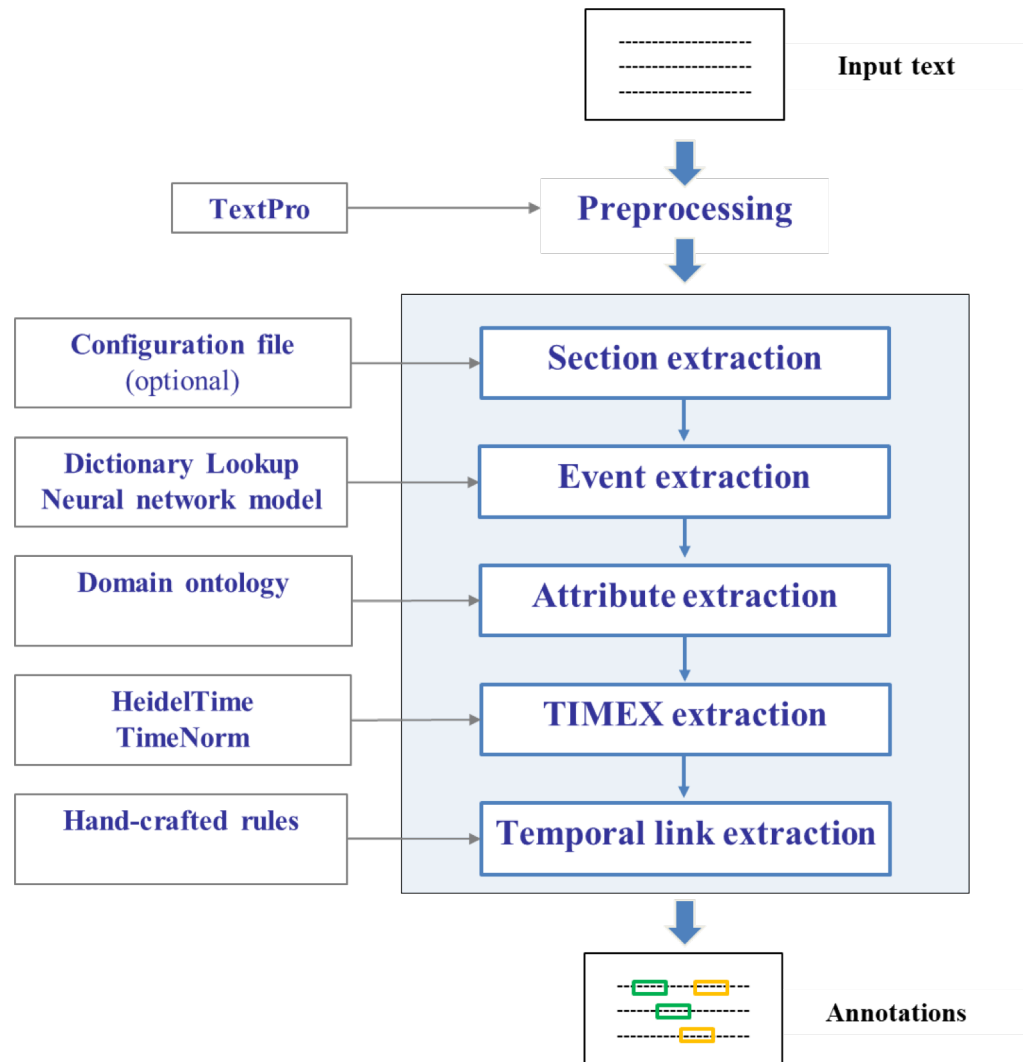 Input text
TextPro
Preprocessing
Configuration file
(optional)
Section extraction
Dictionary Lookup
Neural network model
Event extraction
Domain ontology
Attribute extraction
HeidelTime
TimeNorm
TIMEX extraction
Hand-crafted rules
Temporal link extraction
Annotations